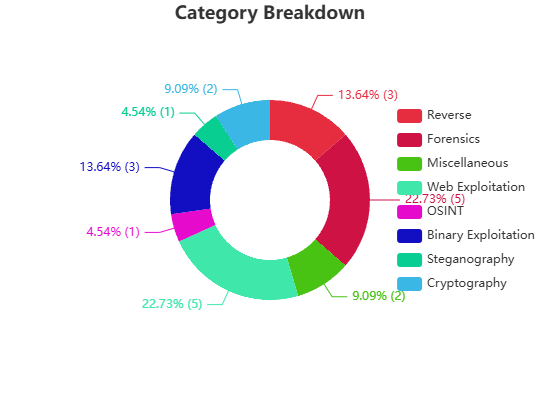 Category Breakdown
9.09% (2)
13.64% (3)
4.54% (1)
Reverse
Forensics
13.64% (3)
Miscellaneous
Web Exploitation
22.73% (5)
OSINT
4.54% (1)
Binary Exploitation
Steganography
Cryptography
22.73% (5)
9.09% (2)